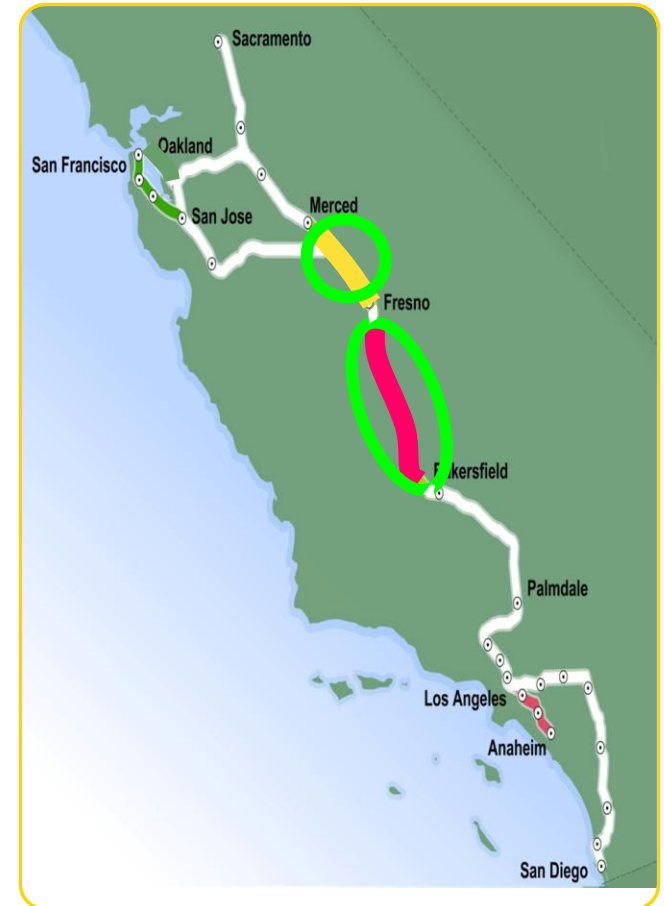 Sacramento
Oakland
San Francisco
Merced
San Jose
Fresno
Bakersfield
Palmdale
Los Angeles
Anaheim
San Diego